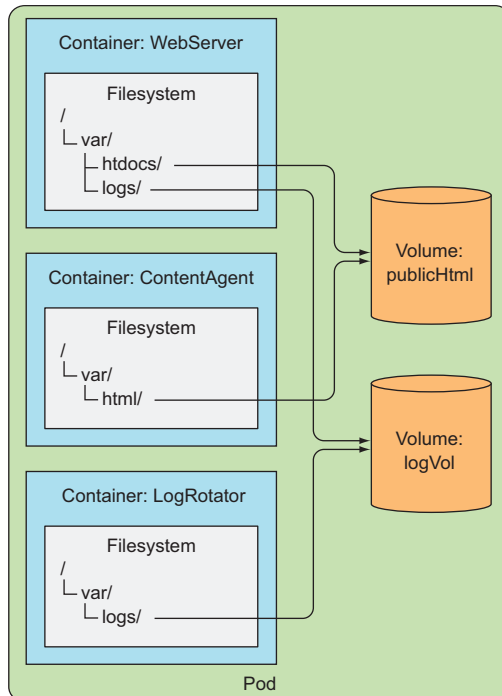 Container: WebServer
Filesystem
/
var/
htdocs/
logs/
Volume:
publicHtml
Container: ContentAgent
Filesystem
/
var/
html/
Volume:
logVol
Container: LogRotator
Filesystem
/
var/
logs/
Pod